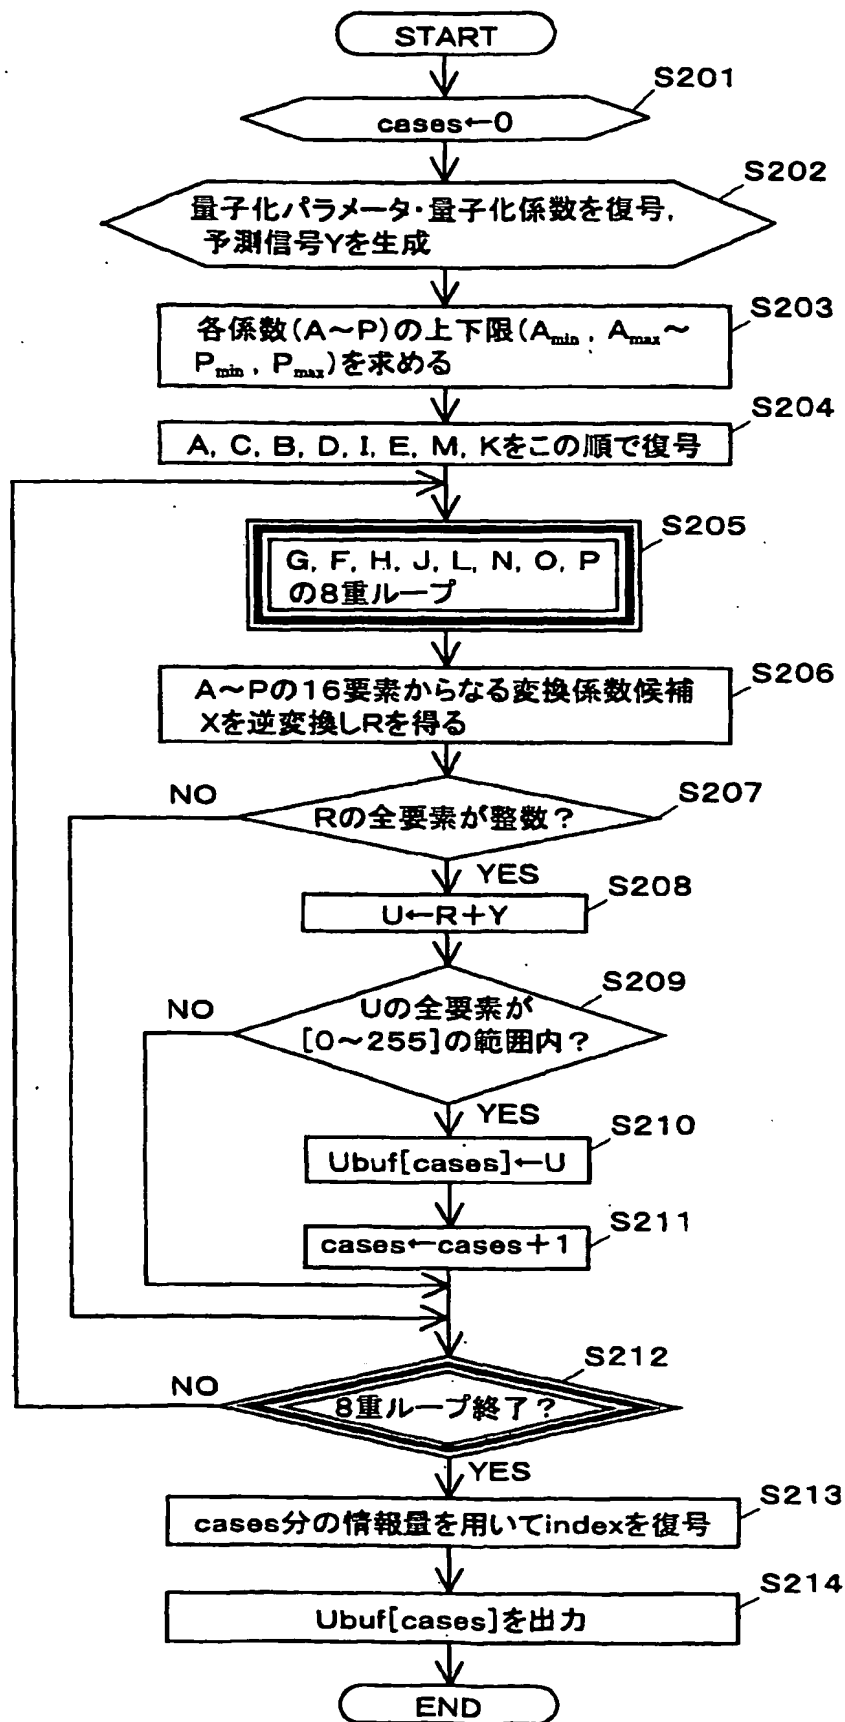 START
S201
cases←0
S202
量子化パラメータ・量子化係数を復号,
予測信号Yを生成
S203
各係数(A～P)の上下限(Amin, Amax～
Pmin, Pmax)を求める
S204
A, C, B, D, I, E, M, Kをこの順で復号
S205
G, F, H, J, L, N, O, P
の8重ループ
S206
A～Pの16要素からなる変換係数候補
Xを逆変換しRを得る
S207
NO
Rの全要素が整数?
YES
S208
U←R+Y
S209
NO
Uの全要素が
[0～255]の範囲内?
YES
S210
Ubuf[cases]←U
S211
cases←cases+1
S212
NO
8重ループ終了?
YES
S213
cases分の情報量を用いてindexを復号
S214
Ubuf[cases]を出力
END